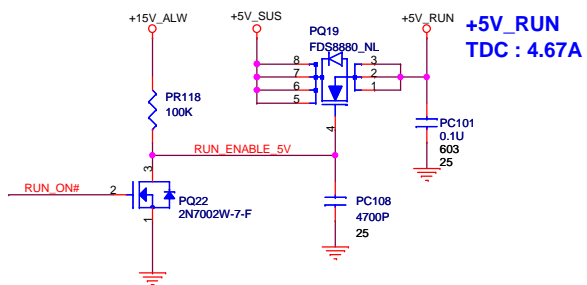 +15V_ALW
+5V_SUS
+5V_RUN
+5V_RUN
TDC : 4.67A
PQ19
FDS8880_NL
8
7
6
5
3
2
1
4
PR118
100K
PC101
0.1U
603
25
RUN_ENABLE_5V
3
RUN_ON#
2
1
PQ22
2N7002W-7-F
PC108
4700P
25